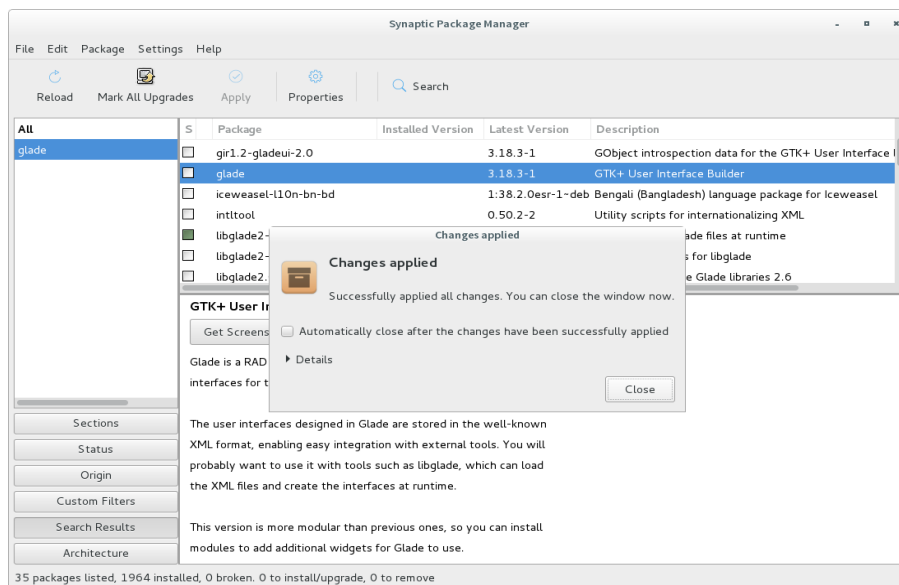 Synaptic Package Manager
File Edit Package Settings Help
Reload Mark All Upgrades Apply Properties Search
All
glade
S Package Installed Version Latest Version Description
gir1.2-gladeui-2.0 3.18.3-1 GObject introspection data for the GTK+ User Interface
glade 3.18.3-1 GTK+ User Interface Builder
iceweasel-l10n-bn-bd 1:38.2.0esr-1~deb Bengali (Bangladesh) language package for Iceweasel
intltool 0.50.2-2 Utility scripts for internationalizing XML
libglade2- ade files at runtime
libglade2- s for libglade
libglade2. e Glade libraries 2.6
Changes applied
Changes applied
Successfully applied all changes. You can close the window now.
Automatically close after the changes have been successfully applied
Details
Close
GTK+ User I
Get Screens
Glade is a RAD
interfaces for t
The user interfaces designed in Glade are stored in the well-known
XML format, enabling easy integration with external tools. You will
probably want to use it with tools such as libglade, which can load
the XML files and create the interfaces at runtime.
This version is more modular than previous ones, so you can install
modules to add additional widgets for Glade to use.
Sections
Status
Origin
Custom Filters
Search Results
Architecture
35 packages listed, 1964 installed, 0 broken. 0 to install/upgrade, 0 to remove